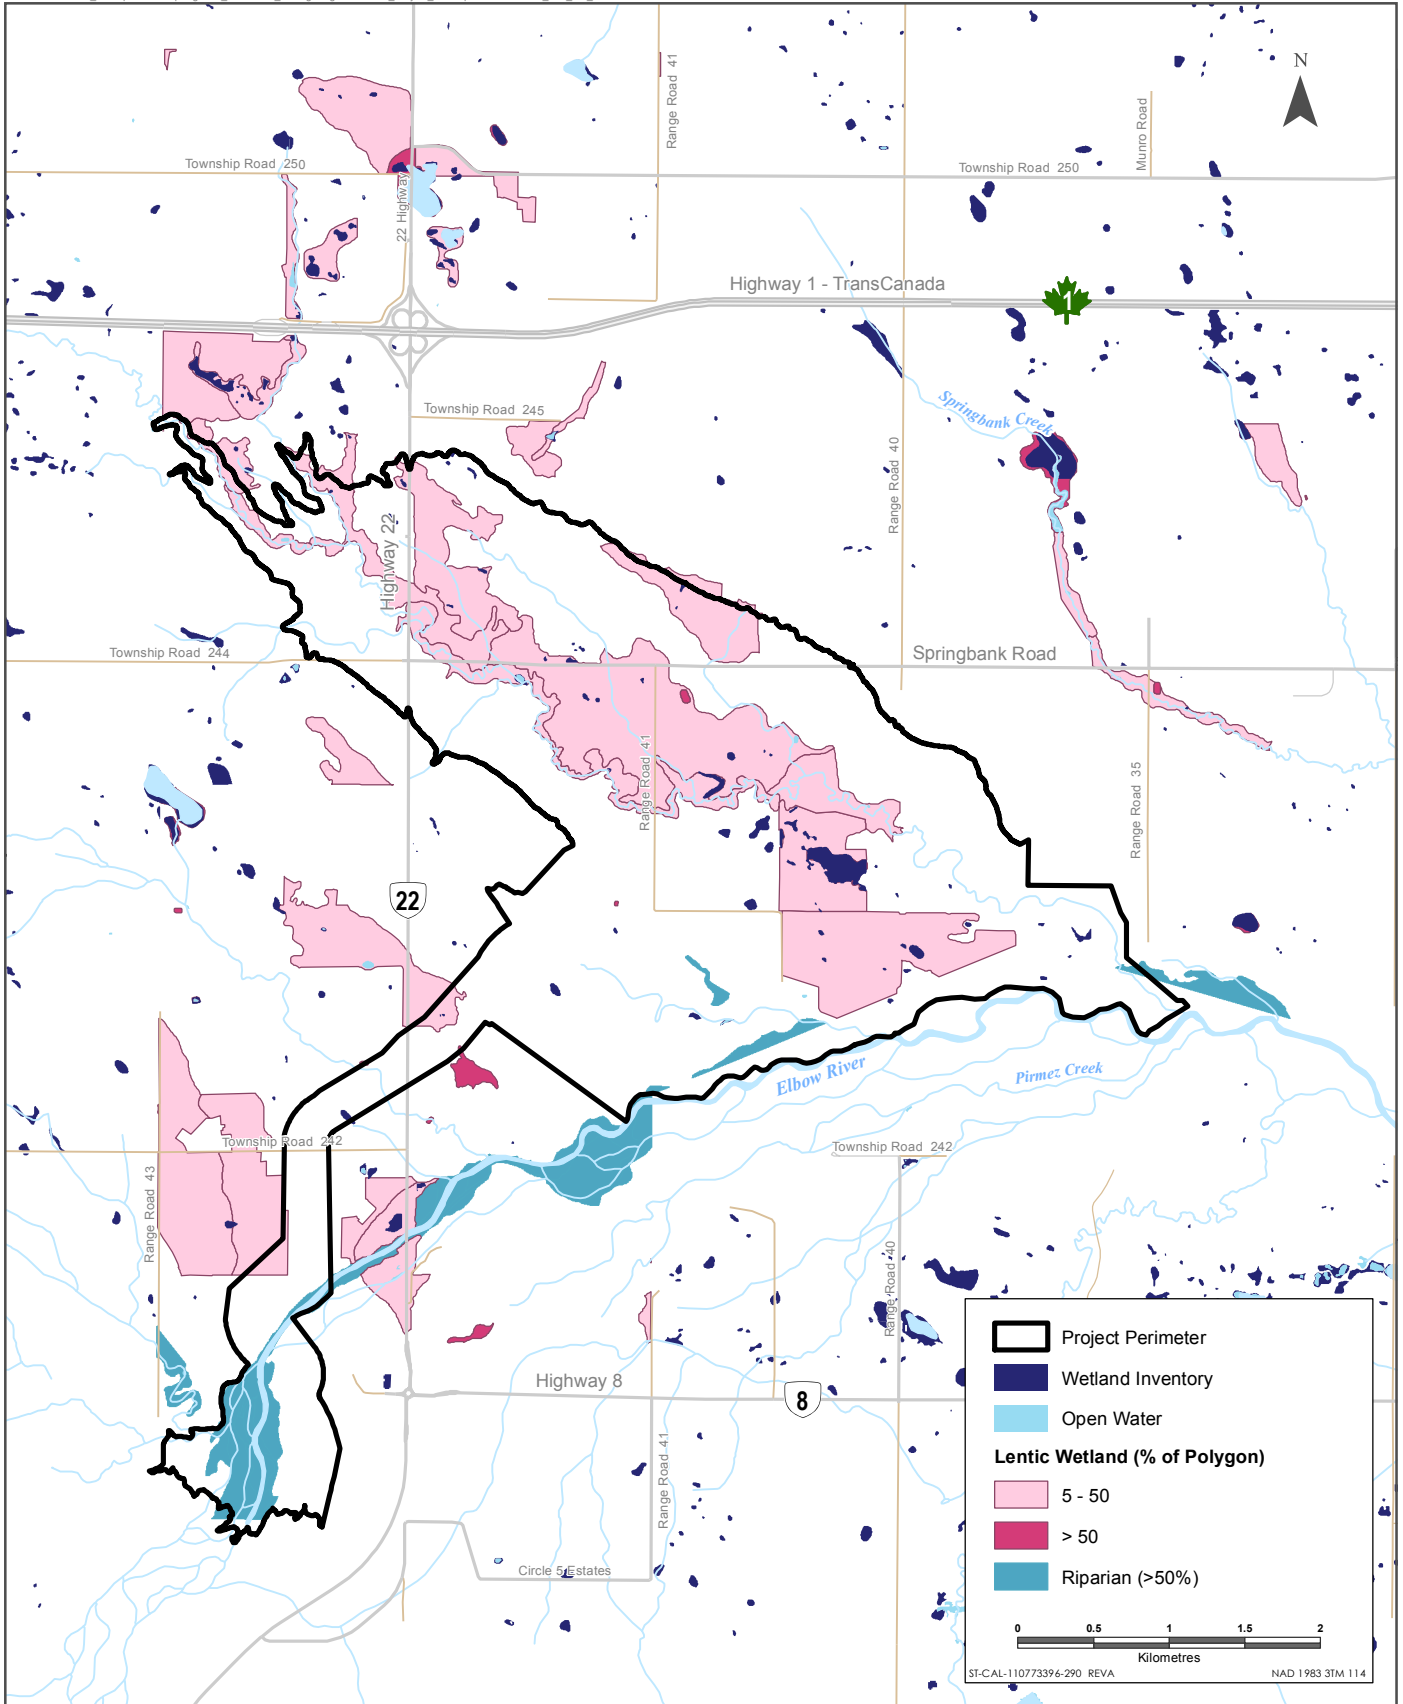 N
Range Road 41
Munro Road
Township Road 250
Township Road 250
22 Highway
Highway 1 - TransCanada
1
Township Road 245
Springbank Creek
Range Road 40
Highway 22
Township Road 244
Springbank Road
Range Road 41
Range Road 35
22
Elbow River
Pirmez Creek
Township Road 242
Township Road 242
Range Road 43
Range Road 40
Highway 8
8
Range Road 41
Circle 5 Estates
Project Perimeter
Wetland Inventory
Open Water
Lentic Wetland (% of Polygon)
5 - 50
> 50
Riparian (>50%)
0 0.5 1 1.5 2
Kilometres
ST-CAL-110773396-290 REVA
NAD 1983 3TM 114